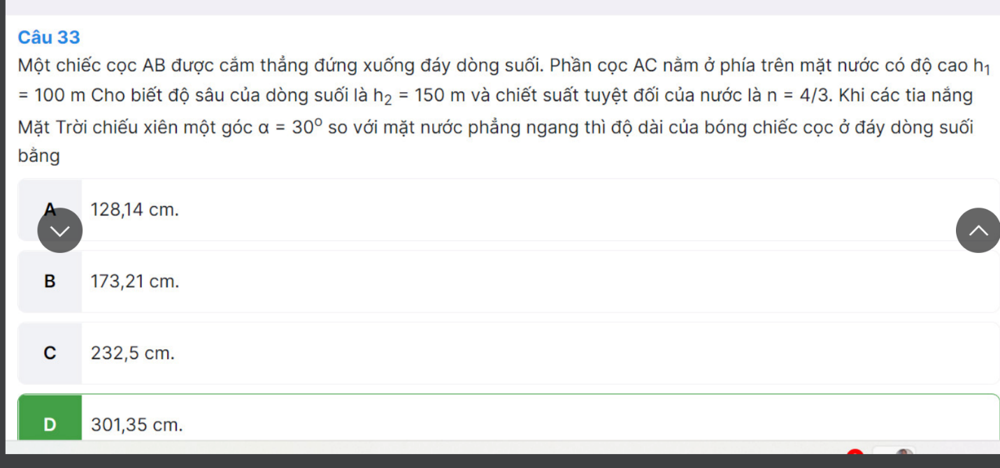 Câu 33
Một chiếc cọc AB được cắm thẳng đứng xuống đáy dòng suối. Phần cọc AC nằm ở phía trên mặt nước có độ cao h₁
= 100 m Cho biết độ sâu của dòng suối là h₂ = 150 m và chiết suất tuyệt đối của nước là n = 4/3. Khi các tia nắng
Mặt Trời chiếu xiên một góc α = 30⁰ so với mặt nước phẳng ngang thì độ dài của bóng chiếc cọc ở đáy dòng suối
bằng
A 128,14 cm.
B 173,21 cm.
C 232,5 cm.
D 301,35 cm.